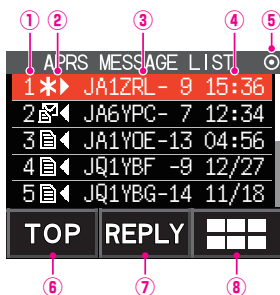 ① ② ③ ④ ⑤
APRS MESSAGE LIST
1 JA1ZRL- 9 15:36
2 JA6YPC- 7 12:34
3 JA1YOE-13 04:56
4 JQ1YBF -9 12/27
5 JQ1YBG-14 11/18
TOP REPLY
⑥ ⑦ ⑧